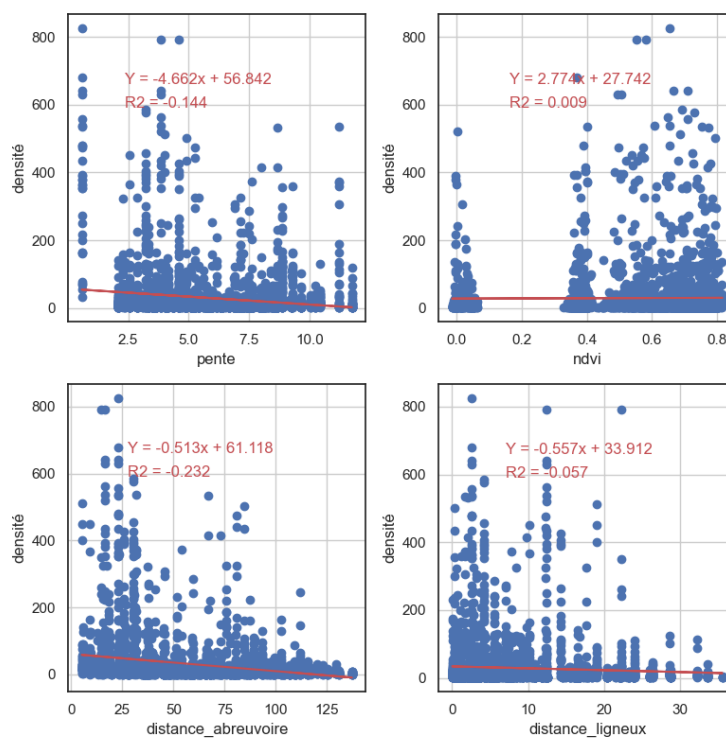 800
600
400
200
0
densité
Y = -4.662x + 56.842
R2 = -0.144
2.5 5.0 7.5 10.0
pente
800
600
400
200
0
densité
Y = 2.774x + 27.742
R2 = 0.009
0.0 0.2 0.4 0.6 0.8
ndvi
800
600
400
200
0
densité
Y = -0.513x + 61.118
R2 = -0.232
0 25 50 75 100 125
distance_abreuvoire
800
600
400
200
0
densité
Y = -0.557x + 33.912
R2 = -0.057
0 10 20 30
distance_ligneux